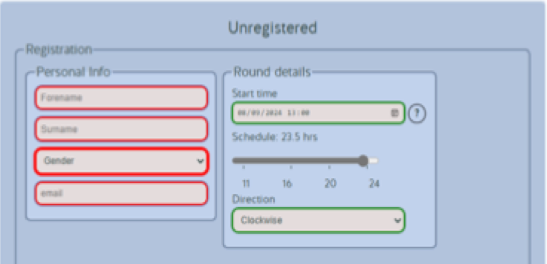 Unregistered
Registration
Personal Info
Forename
Surname
Gender
email
Round details
Start time
06/09/2024 13:00
?
Schedule: 23.5 hrs
11 16 20 24
Direction
Clockwise